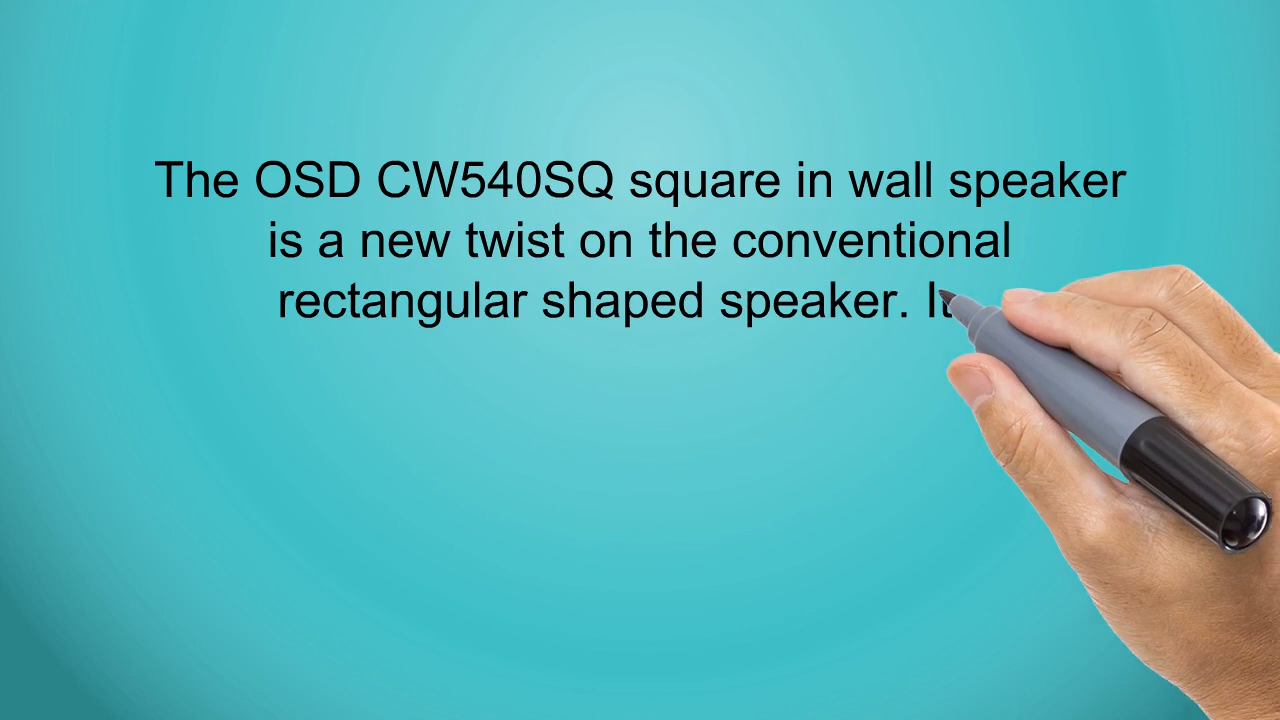 The OSD CW540SQ square in wall speaker
is a new twist on the conventional
rectangular shaped speaker.